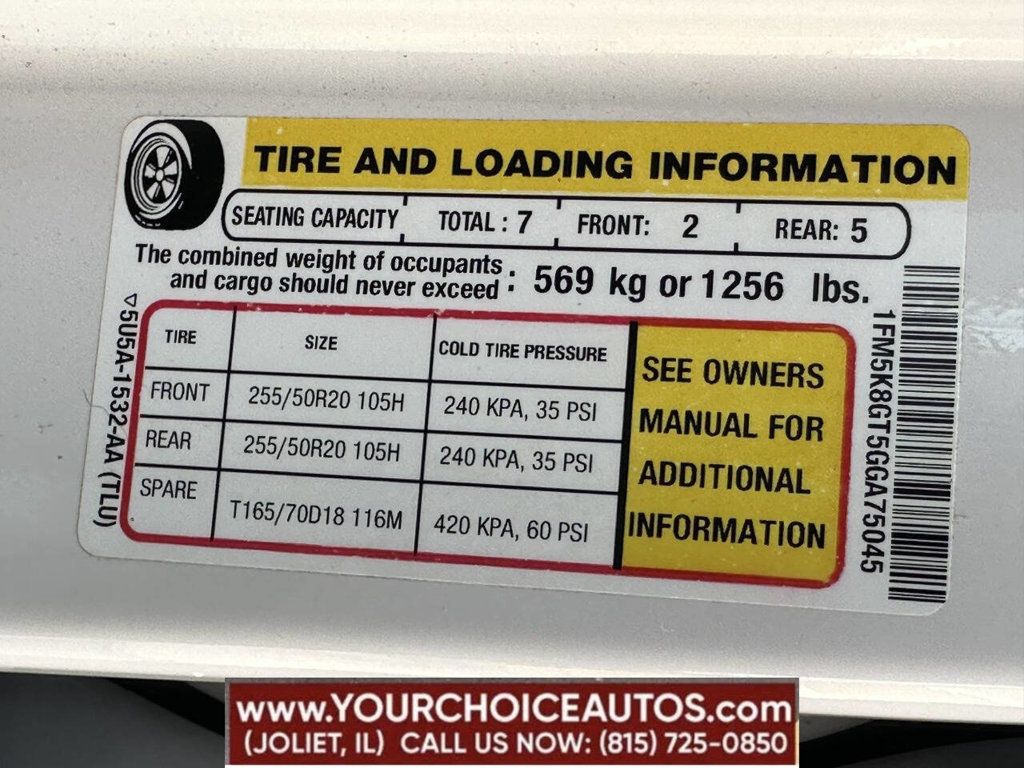 TIRE AND LOADING INFORMATION
SEATING CAPACITY TOTAL : 7 FRONT: 2 REAR: 5
The combined weight of occupants
and cargo should never exceed : 569 kg or 1256 lbs.
TIRE SIZE COLD TIRE PRESSURE
FRONT 255/50R20 105H 240 KPA, 35 PSI
REAR 255/50R20 105H 240 KPA, 35 PSI
SPARE T165/70D18 116M 420 KPA, 60 PSI
SEE OWNERS
MANUAL FOR
ADDITIONAL
INFORMATION
▽5U5A-1532-AA (TLU)
1FM5K8GT5GGA75045
www.YOURCHOICEAUTOS.com
(JOLIET, IL) CALL US NOW: (815) 725-0850